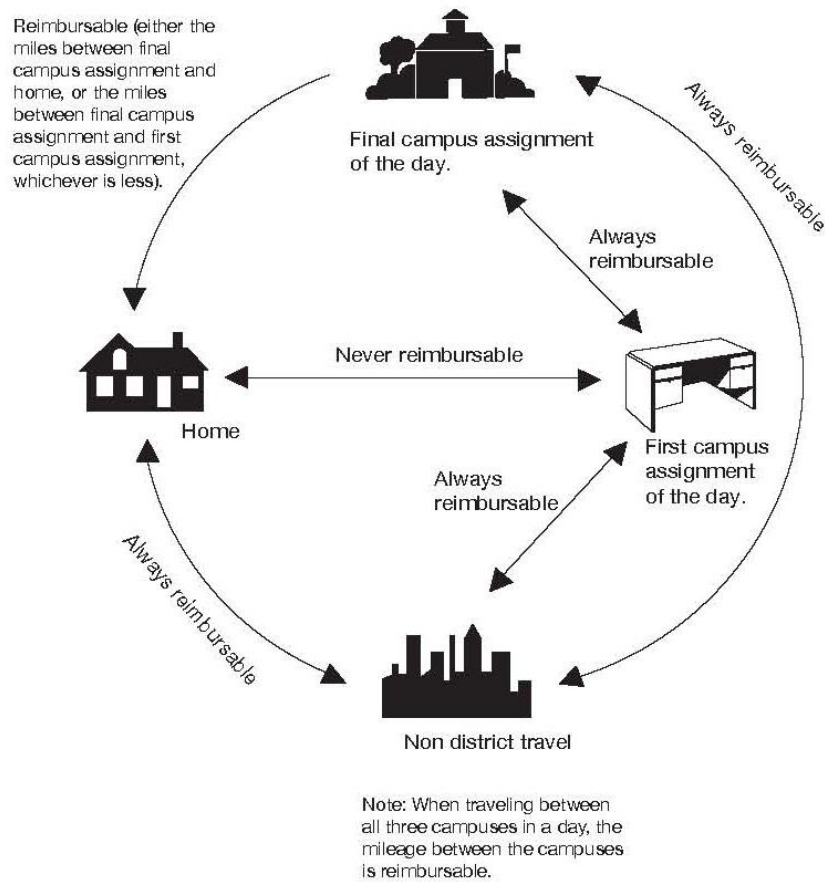 Reimbursable (either the
miles between final
campus assignment and
home, or the miles
between final campus
assignment and first
campus assignment,
whichever is less).
Final campus assignment
of the day.
Always reimbursable
Always
reimbursable
Never reimbursable
Home
First campus
assignment
of the day.
Always
reimbursable
Always reimbursable
Non district travel
Note: When traveling between
all three campuses in a day, the
mileage between the campuses
is reimbursable.